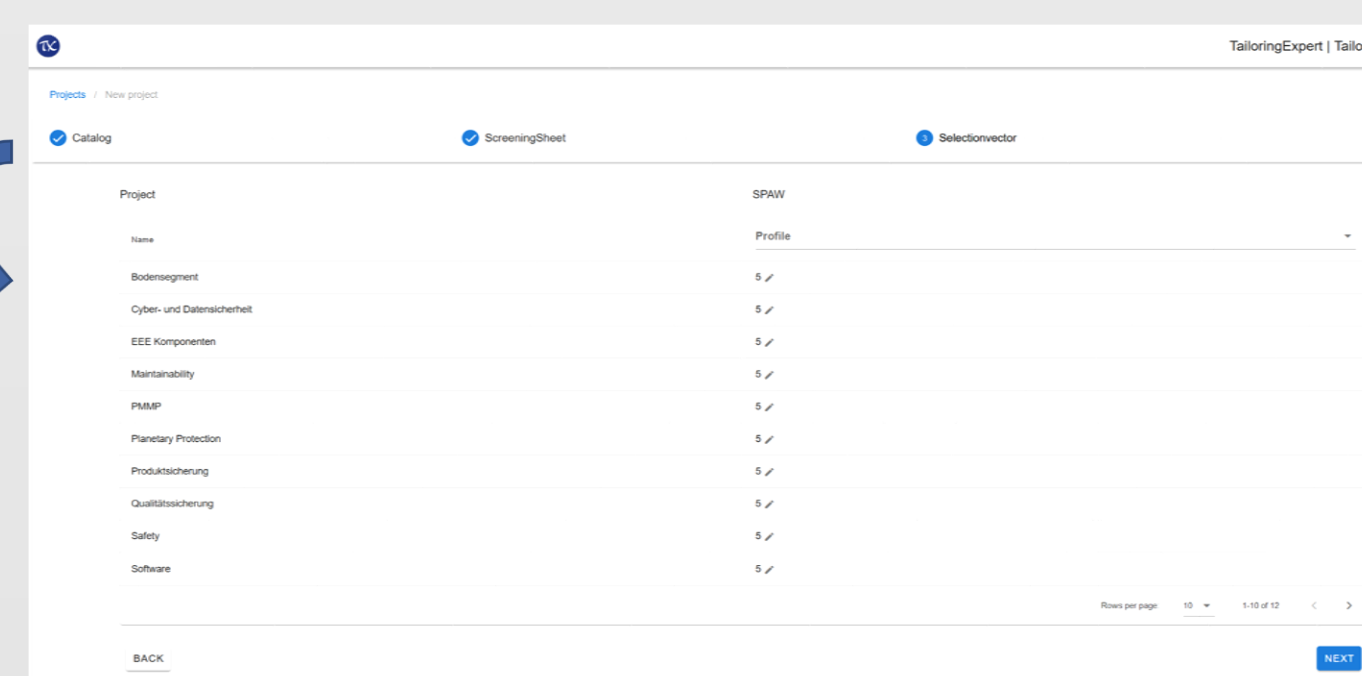 TK
TailoringExpert | Tailo
Projects / New project
Catalog
ScreeningSheet
3 Selectionvector
Project
SPAW
Name
Profile
Bodensegment 5
Cyber- und Datensicherheit 5
EEE Komponenten 5
Maintainability 5
PMMP 5
Planetary Protection 5
Produktsicherung 5
Qualitätssicherung 5
Safety 5
Software 5
Rows per page: 10 1-10 of 12
BACK
NEXT